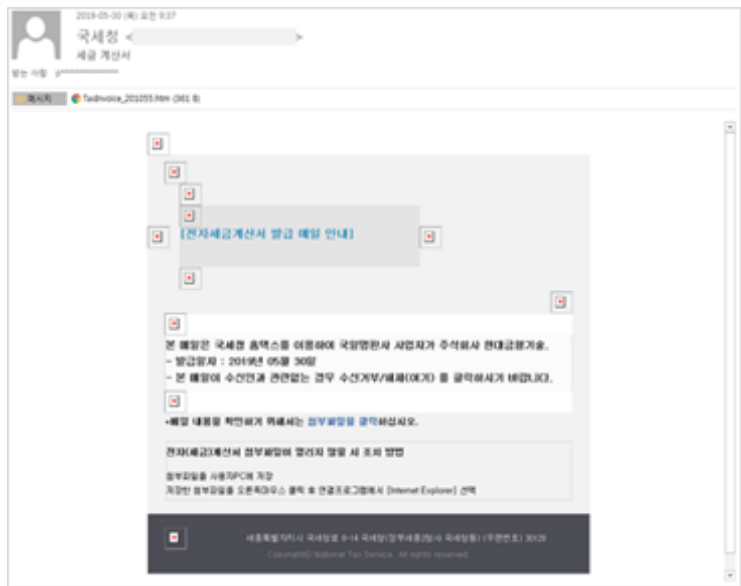 2019-05-30 (목) 오전 9:37
국세청 < >
세금 계산서
받는 사람
메시지 TaxInvoice_201055.htm (361 B)
[전자세금계산서 발급 메일 안내]
본 메일은 국세청 홈택스를 이용하여 국일명판사 사업자가 주식회사 현대금형기술.
- 발급일자 : 2019년 05월 30일
- 본 메일이 수신인과 관련없는 경우 수신거부/해제(여기) 를 클릭하시기 바랍니다.
*메일 내용을 확인하기 위해서는 첨부파일을 클릭하십시오.
전자(세금)계산서 첨부파일이 열리지 않을 시 조치 방법
첨부파일을 사용자PC에 저장
저장한 첨부파일을 오른쪽마우스 클릭 후 연결프로그램에서 [Internet Explorer] 선택
세종특별자치시 국세청로 8-14 국세청(정부세종2청사 국세청동) (우편번호) 30128
Copyright© National Tax Service. All rights reserved.